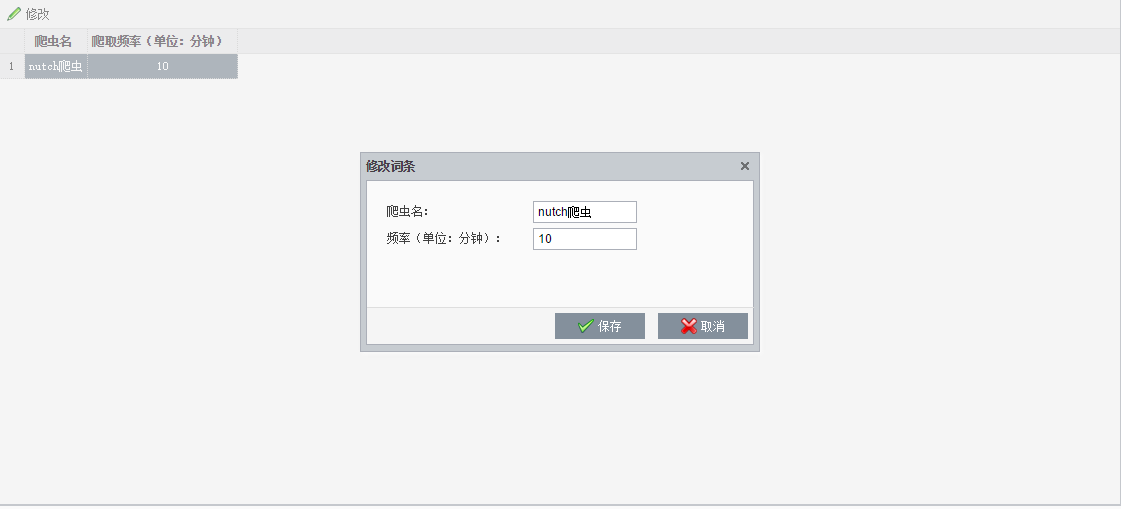 修改
爬虫名 爬取频率（单位：分钟）
1 nutch爬虫 10
修改词条
爬虫名： nutch爬虫
频率（单位：分钟）： 10
保存 取消